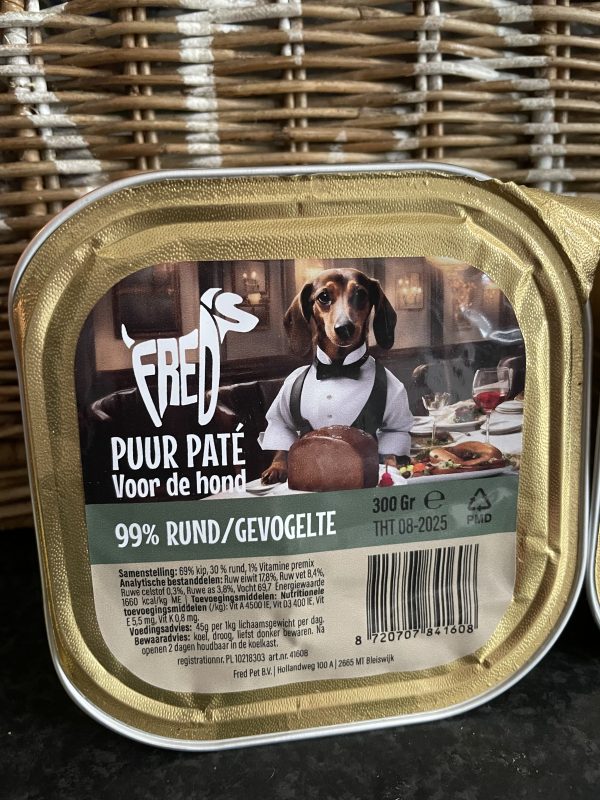 FRED'S
PUUR PATÉ
Voor de hond
99% RUND/GEVOGELTE
300 Gr ℮
THT 08-2025
PMD
Samenstelling: 69% kip, 30 % rund, 1% Vitamine premix
Analytische bestanddelen: Ruw eiwit 17,8%, Ruw vet 8,4%,
Ruwe celstof 0,3%, Ruwe as 3,8%, Vocht 69,7 Energiewaarde
1660 kcal/kg ME | Toevoegingsmiddelen: Nutritionele
toevoegingsmiddelen (/kg): Vit A 4500 IE, Vit D3 400 IE, Vit
E 5,5 mg, Vit K 0,8 mg.
Voedingsadvies: 45g per 1kg lichaamsgewicht per dag.
Bewaaradvies: koel, droog, liefst donker bewaren. Na
openen 2 dagen houdbaar in de koelkast.
registrationnr. PL 10218303 art.nr. 41608
Fred Pet B.V. | Hollandweg 100 A | 2665 MT Bleiswijk
8 720707 841608